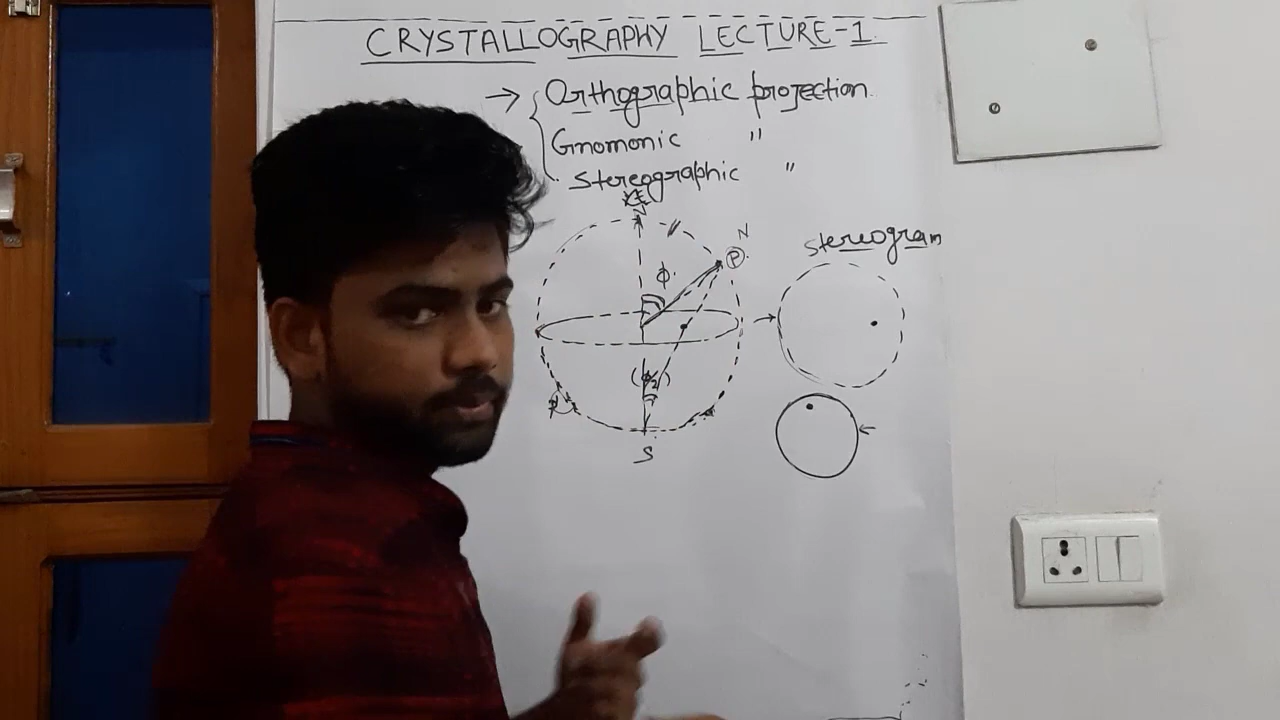 CRYSTALLOGRAPHY LECTURE-1.
→ Orthographic projection.
Gnomonic "
Stereographic "
N
N
P
φ.
Stereogram
(φ/2)
S